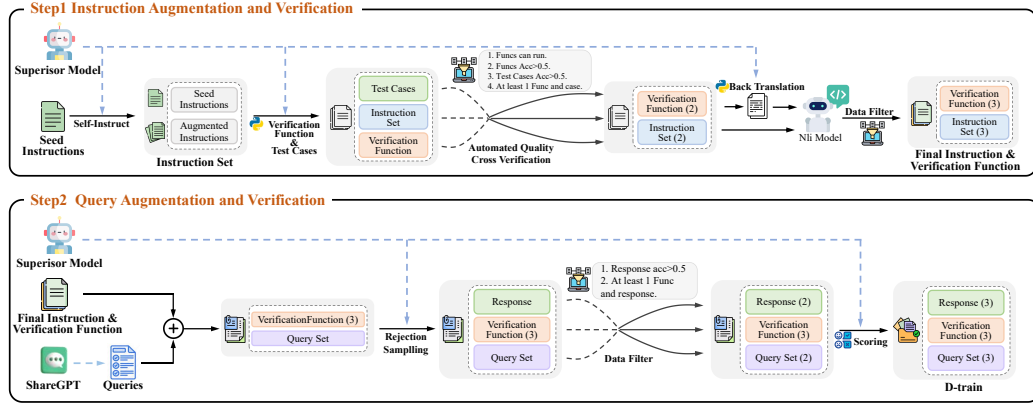 Step1 Instruction Augmentation and Verification
Superisor Model
Seed
Instructions
Self-Instruct
Seed
Instructions
Augmented
Instructions
Instruction Set
Verification
Function
&
Test Cases
Test Cases
Instruction
Set
Verification
Function
1. Funcs can run.
2. Funcs Acc>0.5.
3. Test Cases Acc>0.5.
4. At least 1 Func and case.
Automated Quality
Cross Verification
Verification
Function (2)
Instruction
Set (2)
Back Translation
Nli Model
Data Filter
Verification
Function (3)
Instruction
Set (3)
Final Instruction &
Verification Function
Step2 Query Augmentation and Verification
Superisor Model
Final Instruction &
Verification Function
ShareGPT
Queries
VerificationFunction (3)
Query Set
Rejection
Samplling
Response
Verification
Function (3)
Query Set
1. Response acc>0.5
2. At least 1 Func
and response.
Data Filter
Response (2)
Verification
Function (3)
Query Set (2)
Scoring
Response (3)
Verification
Function (3)
Query Set (3)
D-train